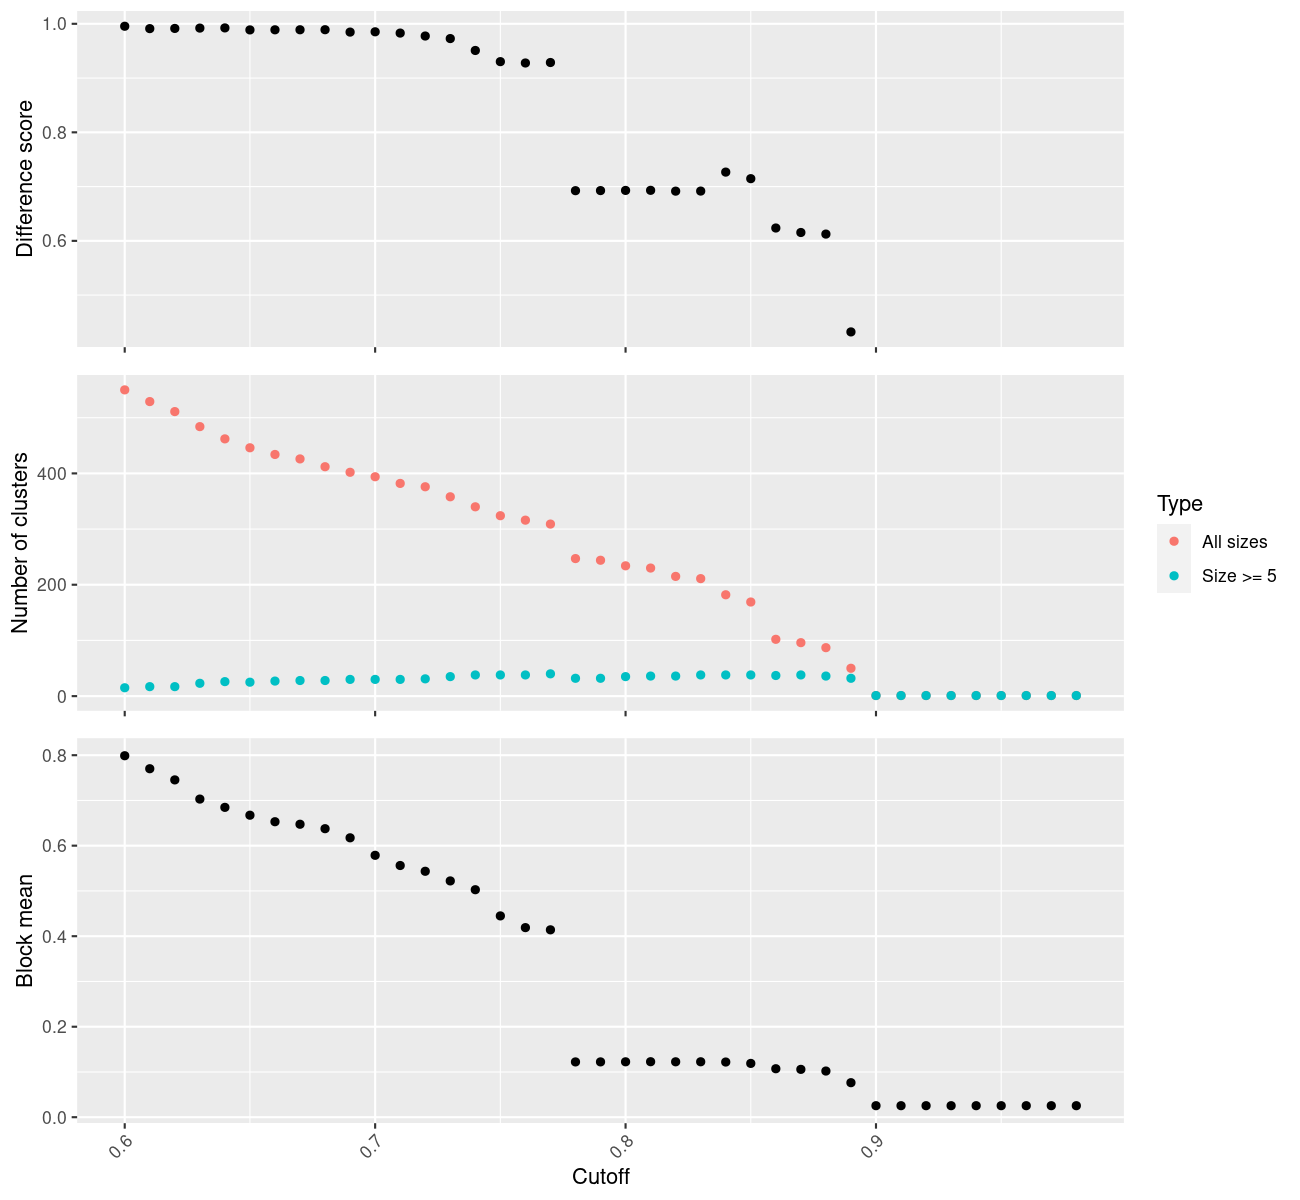 Difference score
1.0
0.8
0.6
Number of clusters
400
200
0
Type
All sizes
Size >= 5
Block mean
0.8
0.6
0.4
0.2
0.0
0.6
0.7
0.8
0.9
Cutoff